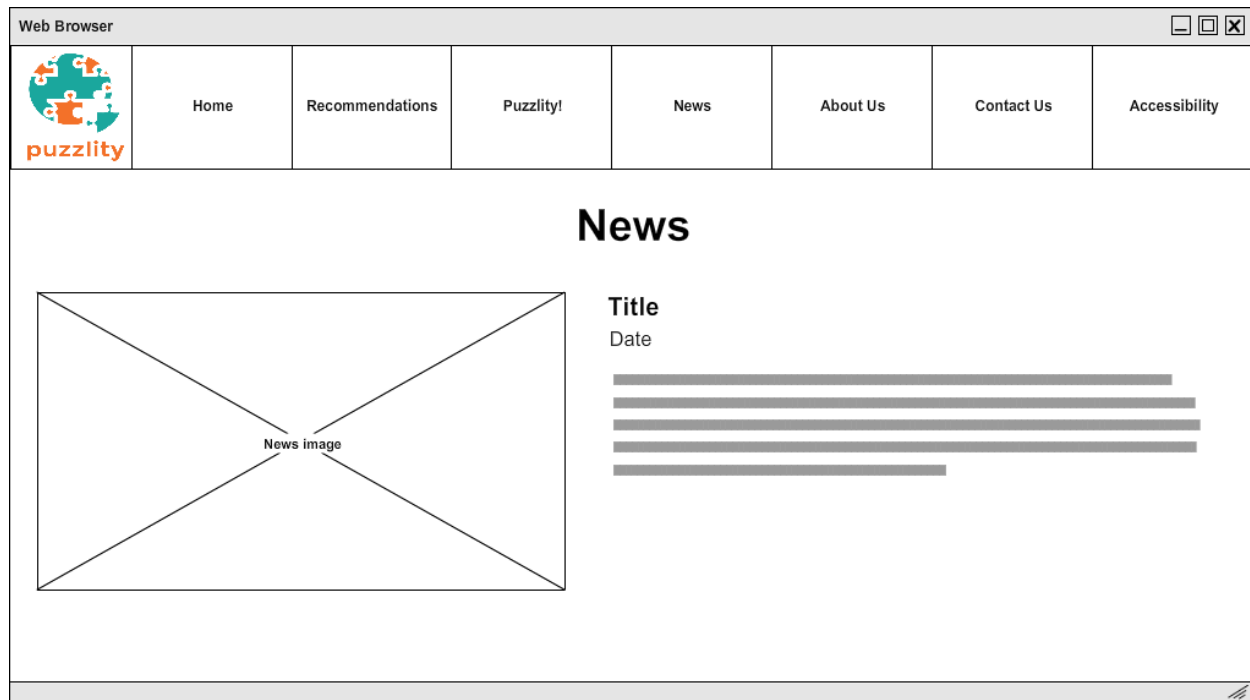 Web Browser
puzzlity
Home
Recommendations
Puzzlity!
News
About Us
Contact Us
Accessibility
News
News image
Title
Date